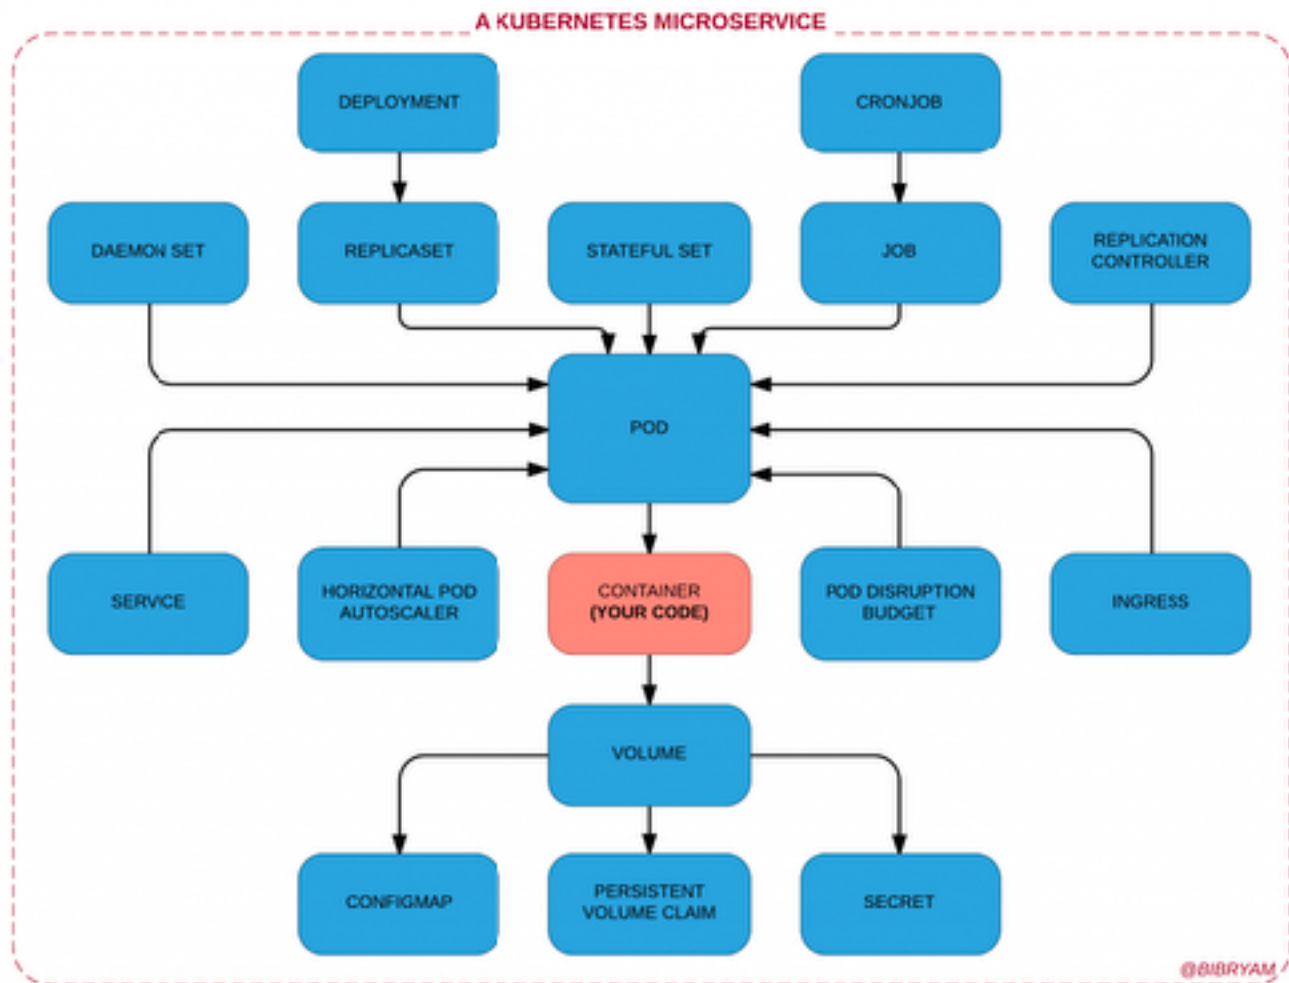 A KUBERNETES MICROSERVICE
DEPLOYMENT
CRONJOB
DAEMON SET
REPLICASET
STATEFUL SET
JOB
REPLICATION
CONTROLLER
POD
SERVICE
HORIZONTAL POD
AUTOSCALER
CONTAINER
(YOUR CODE)
POD DISRUPTION
BUDGET
INGRESS
VOLUME
CONFIGMAP
PERSISTENT
VOLUME CLAIM
SECRET
@BIBRYAM